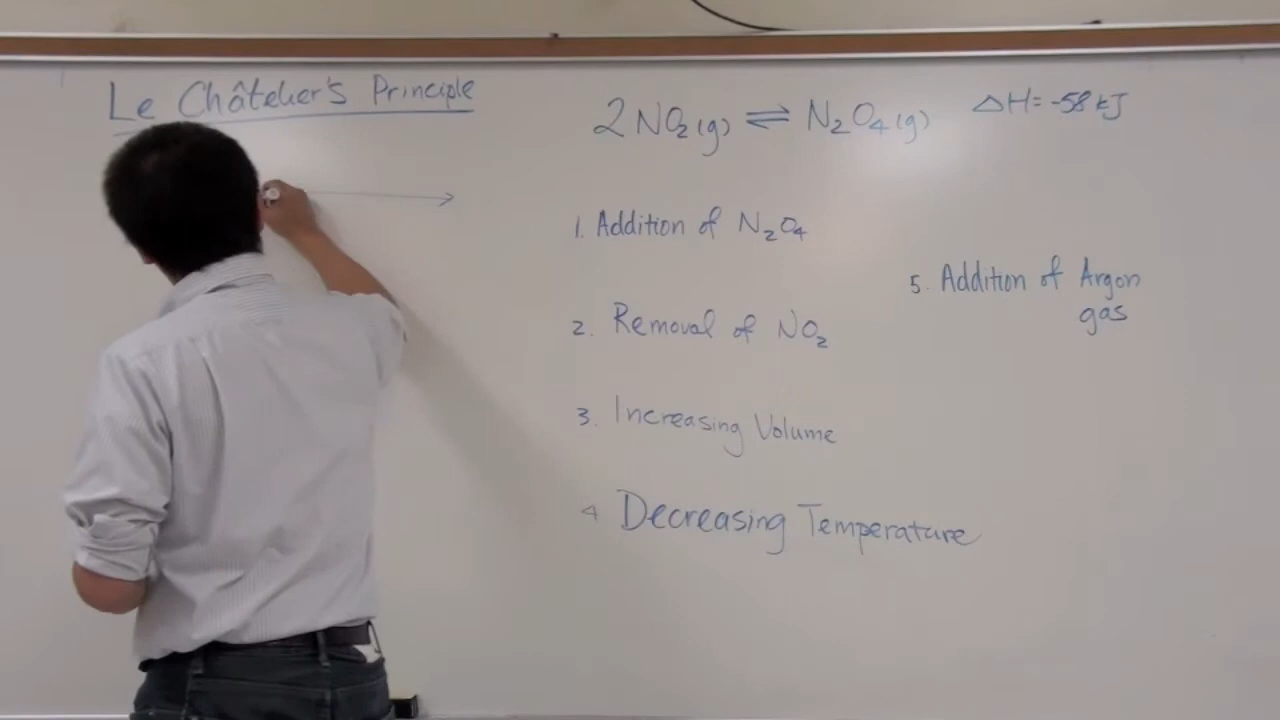 Le Châtelier's Principle
2NO₂(g) ⇌ N₂O₄(g) ΔH = -58 kJ
1. Addition of N₂O₄
2. Removal of NO₂
3. Increasing Volume
4 Decreasing Temperature
5. Addition of Argon
gas